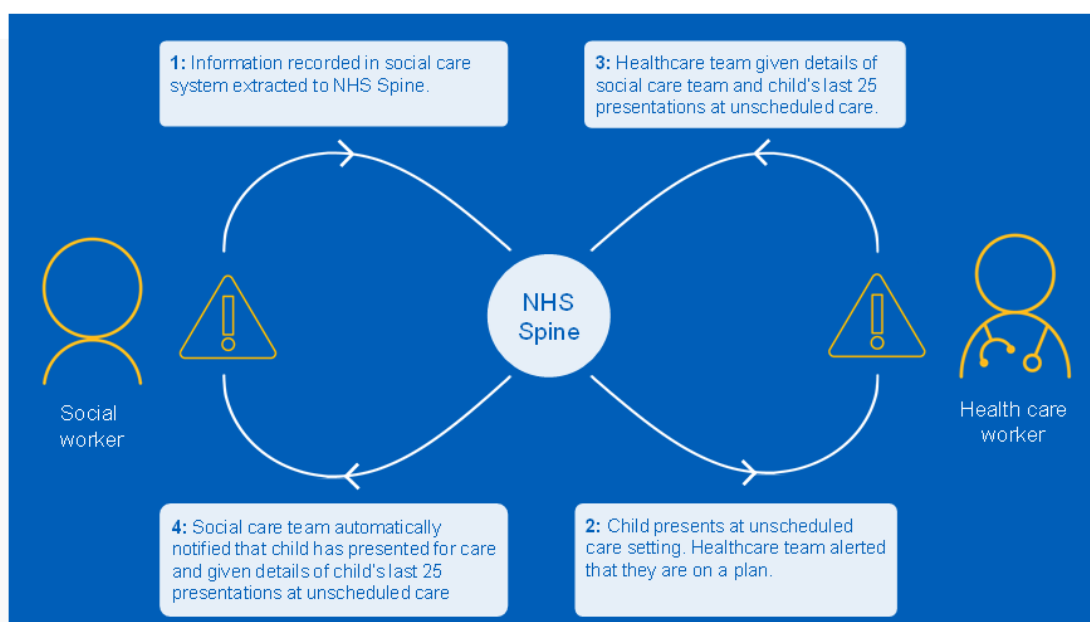 1: Information recorded in social care
system extracted to NHS Spine.
3: Healthcare team given details of
social care team and child's last 25
presentations at unscheduled care.
NHS
Spine
Social
worker
Health care
worker
4: Social care team automatically
notified that child has presented for care
and given details of child's last 25
presentations at unscheduled care
2: Child presents at unscheduled
care setting. Healthcare team alerted
that they are on a plan.